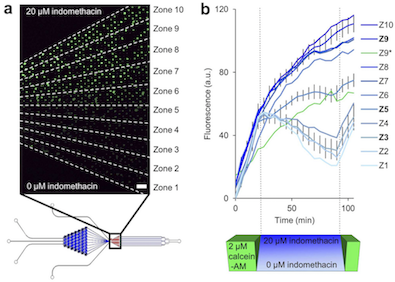 a
20 μM indomethacin
Zone 10
Zone 9
Zone 8
Zone 7
Zone 6
Zone 5
Zone 4
Zone 3
Zone 2
Zone 1
0 μM indomethacin
b
Fluorescence (a.u.)
120
80
40
0
0
50
100
Time (min)
Z10
Z9
Z9*
Z8
Z7
Z6
Z5
Z4
Z3
Z2
Z1
2 μM
calcein
-AM
20 μM indomethacin
0 μM indomethacin